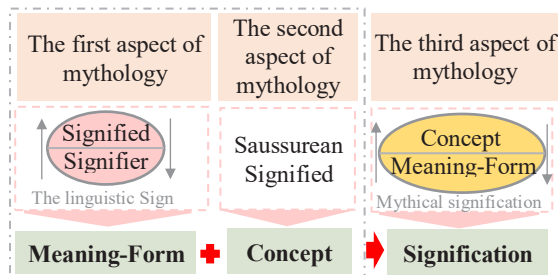 The first aspect of
mythology
The second
aspect of
mythology
The third aspect of
mythology
Signified
Signifier
The linguistic Sign
Saussurean
Signified
Concept
Meaning-Form
Mythical signification
Meaning-Form
Concept
Signification